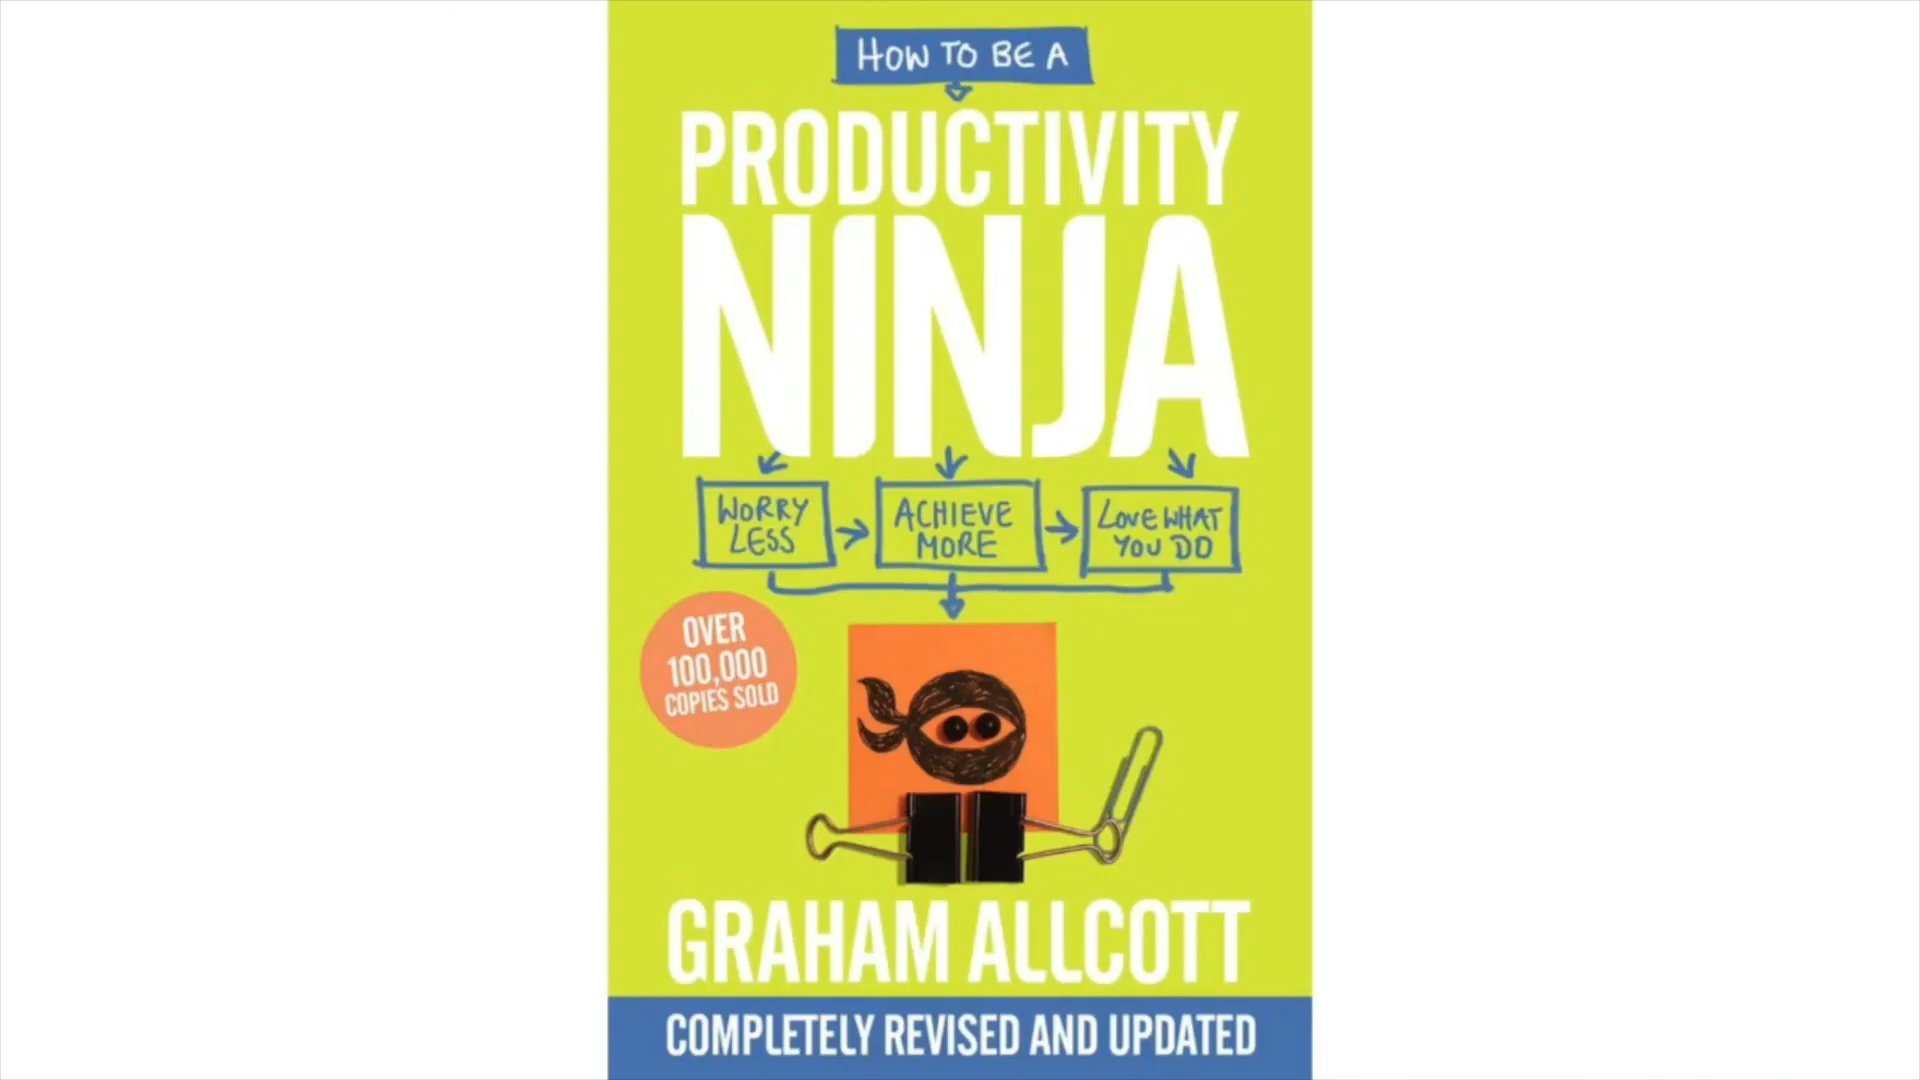 HOW TO BE A
PRODUCTIVITY
NINJA
WORRY
LESS
ACHIEVE
MORE
LOVE WHAT
YOU DO
OVER
100,000
COPIES SOLD
GRAHAM ALLCOTT
COMPLETELY REVISED AND UPDATED